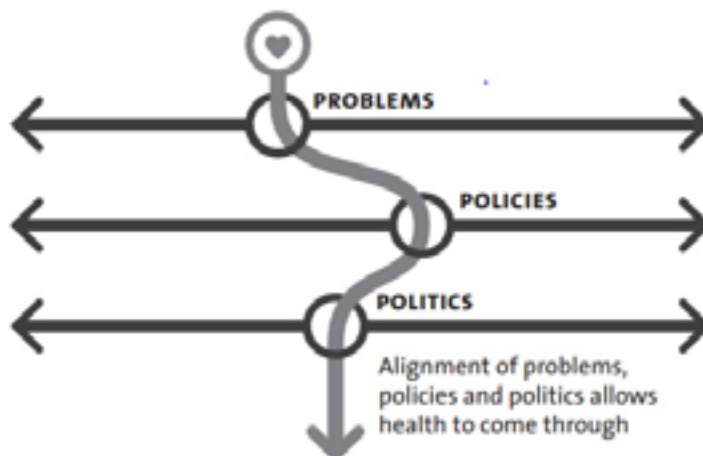 PROBLEMS
POLICIES
POLITICS
Alignment of problems,
policies and politics allows
health to come through